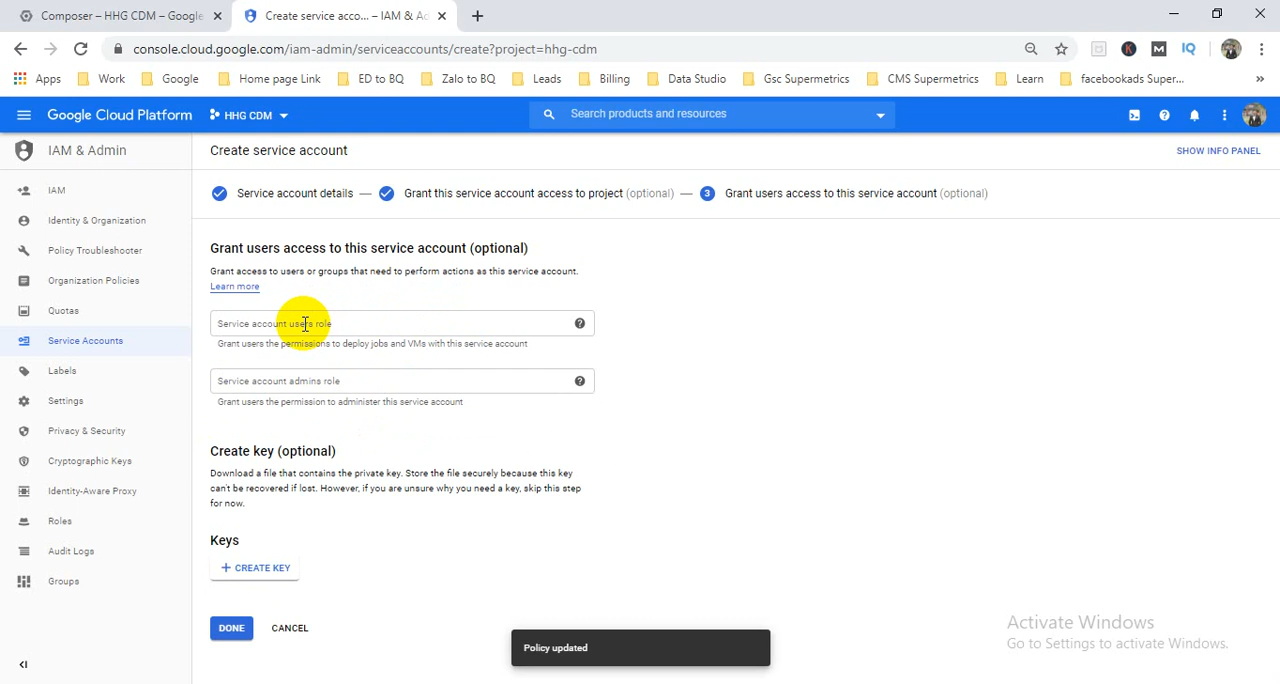 Composer – HHG CDM – Google
Create service acco... – IAM & Ad
console.cloud.google.com/iam-admin/serviceaccounts/create?project=hhg-cdm
K M IQ
Apps Work Google Home page Link ED to BQ Zalo to BQ Leads Billing Data Studio Gsc Supermetrics CMS Supermetrics Learn facebookads Super... »
Google Cloud Platform HHG CDM Search products and resources
IAM & Admin
Create service account
SHOW INFO PANEL
IAM
Identity & Organization
Policy Troubleshooter
Organization Policies
Quotas
Service Accounts
Labels
Settings
Privacy & Security
Cryptographic Keys
Identity-Aware Proxy
Roles
Audit Logs
Groups
Service account details — Grant this service account access to project (optional) — 3 Grant users access to this service account (optional)
Grant users access to this service account (optional)
Grant access to users or groups that need to perform actions as this service account.
Learn more
Service account users role
Grant users the permissions to deploy jobs and VMs with this service account
Service account admins role
Grant users the permission to administer this service account
Create key (optional)
Download a file that contains the private key. Store the file securely because this key
can't be recovered if lost. However, if you are unsure why you need a key, skip this step
for now.
Keys
+ CREATE KEY
DONE CANCEL
Policy updated
Activate Windows
Go to Settings to activate Windows.